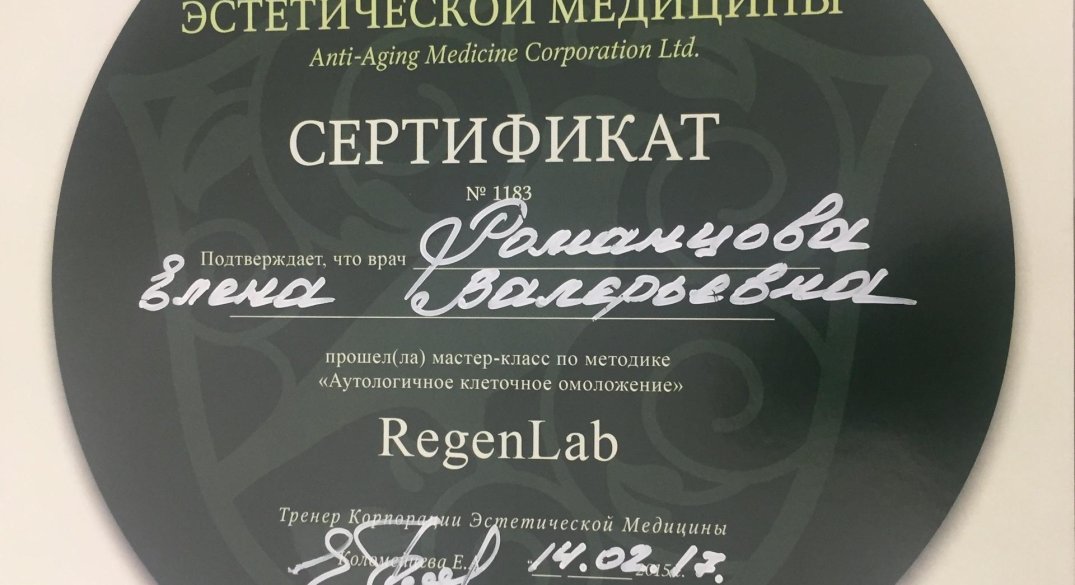 ЭСТЕТИЧЕСКОЙ МЕДИЦИНЫ
Anti-Aging Medicine Corporation Ltd.
СЕРТИФИКАТ
№ 1183
Подтверждает, что врач Романцова
Елена Валерьевна
прошел(ла) мастер-класс по методике
«Аутологичное клеточное омоложение»
RegenLab
Тренер Корпорации Эстетической Медицины
14.02.17.